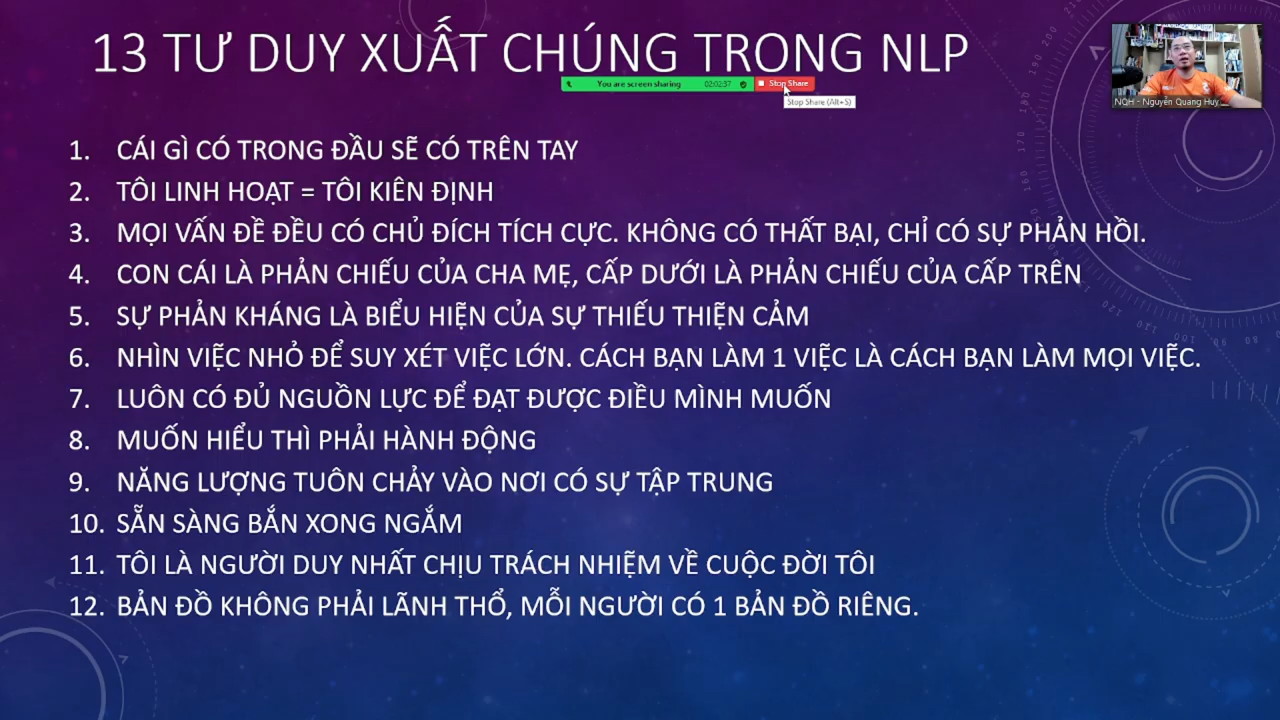 13 TƯ DUY XUẤT CHÚNG TRONG NLP
You are screen sharing 02:02:37 Stop Share
Stop Share (Alt+S)
NQH - Nguyễn Quang Huy
1. CÁI GÌ CÓ TRONG ĐẦU SẼ CÓ TRÊN TAY
2. TÔI LINH HOẠT = TÔI KIÊN ĐỊNH
3. MỌI VẤN ĐỀ ĐỀU CÓ CHỦ ĐÍCH TÍCH CỰC. KHÔNG CÓ THẤT BẠI, CHỈ CÓ SỰ PHẢN HỒI.
4. CON CÁI LÀ PHẢN CHIẾU CỦA CHA MẸ, CẤP DƯỚI LÀ PHẢN CHIẾU CỦA CẤP TRÊN
5. SỰ PHẢN KHÁNG LÀ BIỂU HIỆN CỦA SỰ THIẾU THIỆN CẢM
6. NHÌN VIỆC NHỎ ĐỂ SUY XÉT VIỆC LỚN. CÁCH BẠN LÀM 1 VIỆC LÀ CÁCH BẠN LÀM MỌI VIỆC.
7. LUÔN CÓ ĐỦ NGUỒN LỰC ĐỂ ĐẠT ĐƯỢC ĐIỀU MÌNH MUỐN
8. MUỐN HIỂU THÌ PHẢI HÀNH ĐỘNG
9. NĂNG LƯỢNG TUÔN CHẢY VÀO NƠI CÓ SỰ TẬP TRUNG
10. SẴN SÀNG BẮN XONG NGẮM
11. TÔI LÀ NGƯỜI DUY NHẤT CHỊU TRÁCH NHIỆM VỀ CUỘC ĐỜI TÔI
12. BẢN ĐỒ KHÔNG PHẢI LÃNH THỔ, MỖI NGƯỜI CÓ 1 BẢN ĐỒ RIÊNG.